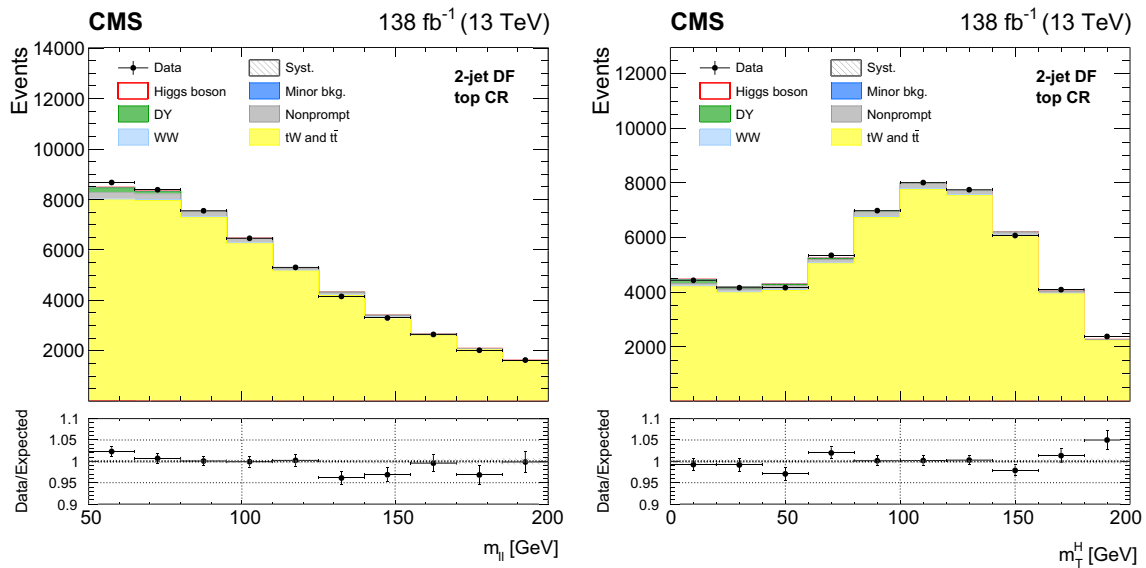 CMS 138 fb⁻¹ (13 TeV)
Events
14000
12000
10000
8000
6000
4000
2000
Data Syst.
Higgs boson Minor bkg.
DY Nonprompt
WW tW and tt̄
2-jet DF
top CR
Data/Expected
1.1
1.05
1
0.95
0.9
50 100 150 200
m_ll [GeV]
CMS 138 fb⁻¹ (13 TeV)
Events
12000
10000
8000
6000
4000
2000
0
Data Syst.
Higgs boson Minor bkg.
DY Nonprompt
WW tW and tt̄
2-jet DF
top CR
Data/Expected
1.1
1.05
1
0.95
0.9
0 50 100 150 200
m_T^H [GeV]